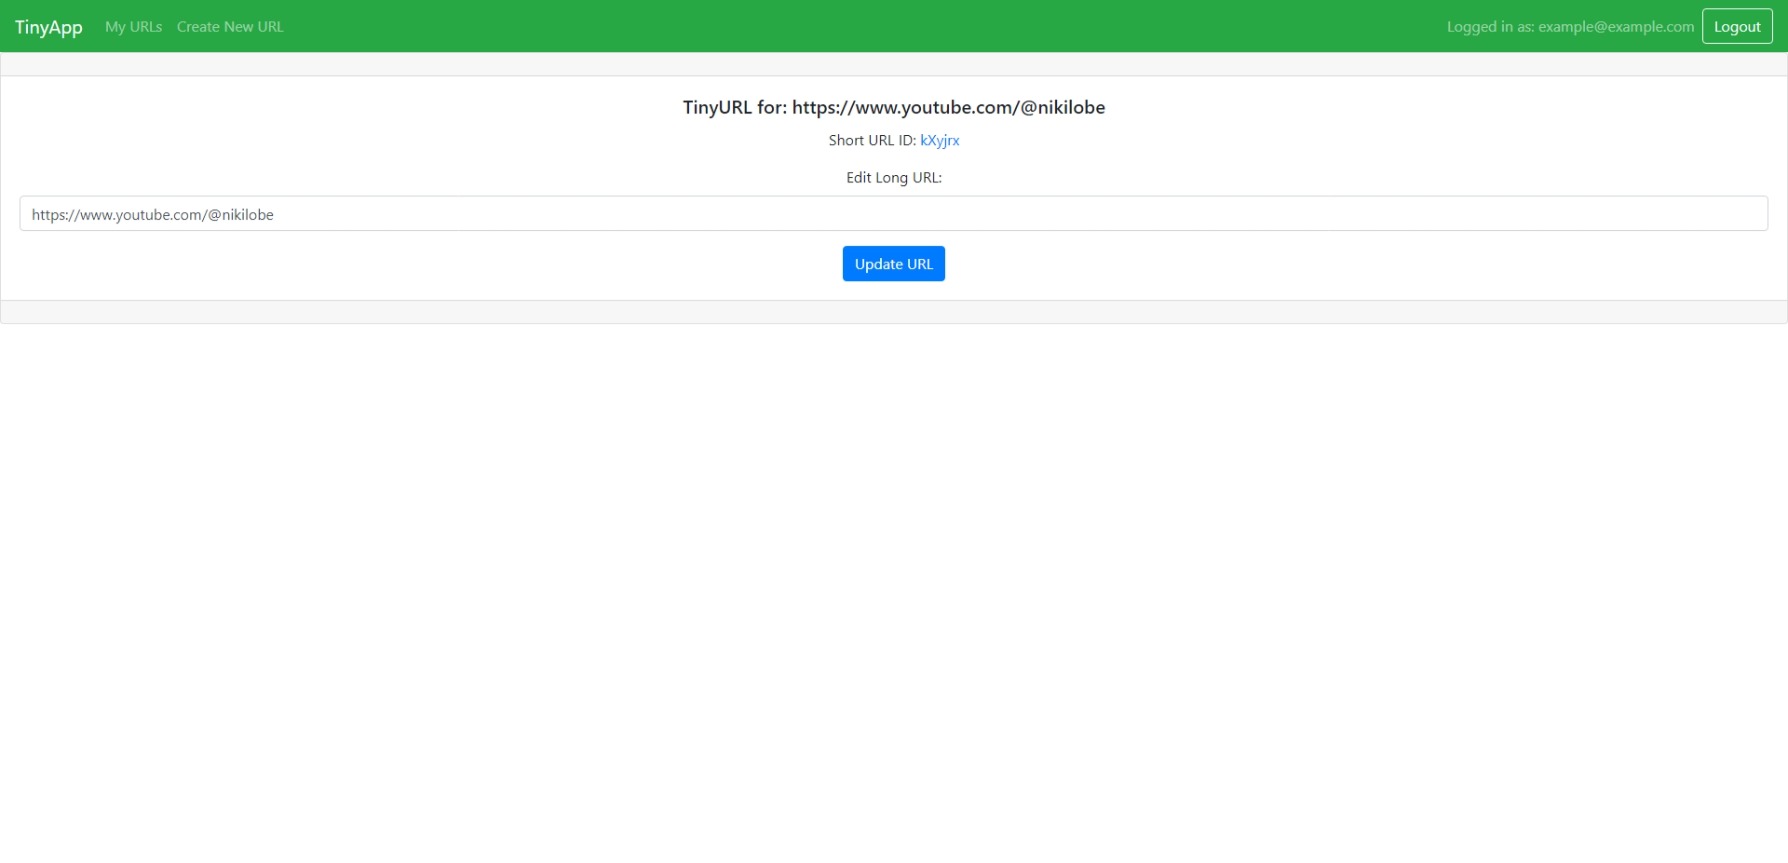 TinyApp My URLs Create New URL Logged in as: example@example.com Logout
TinyURL for: https://www.youtube.com/@nikilobe
Short URL ID: kXyjrx
Edit Long URL:
https://www.youtube.com/@nikilobe
Update URL